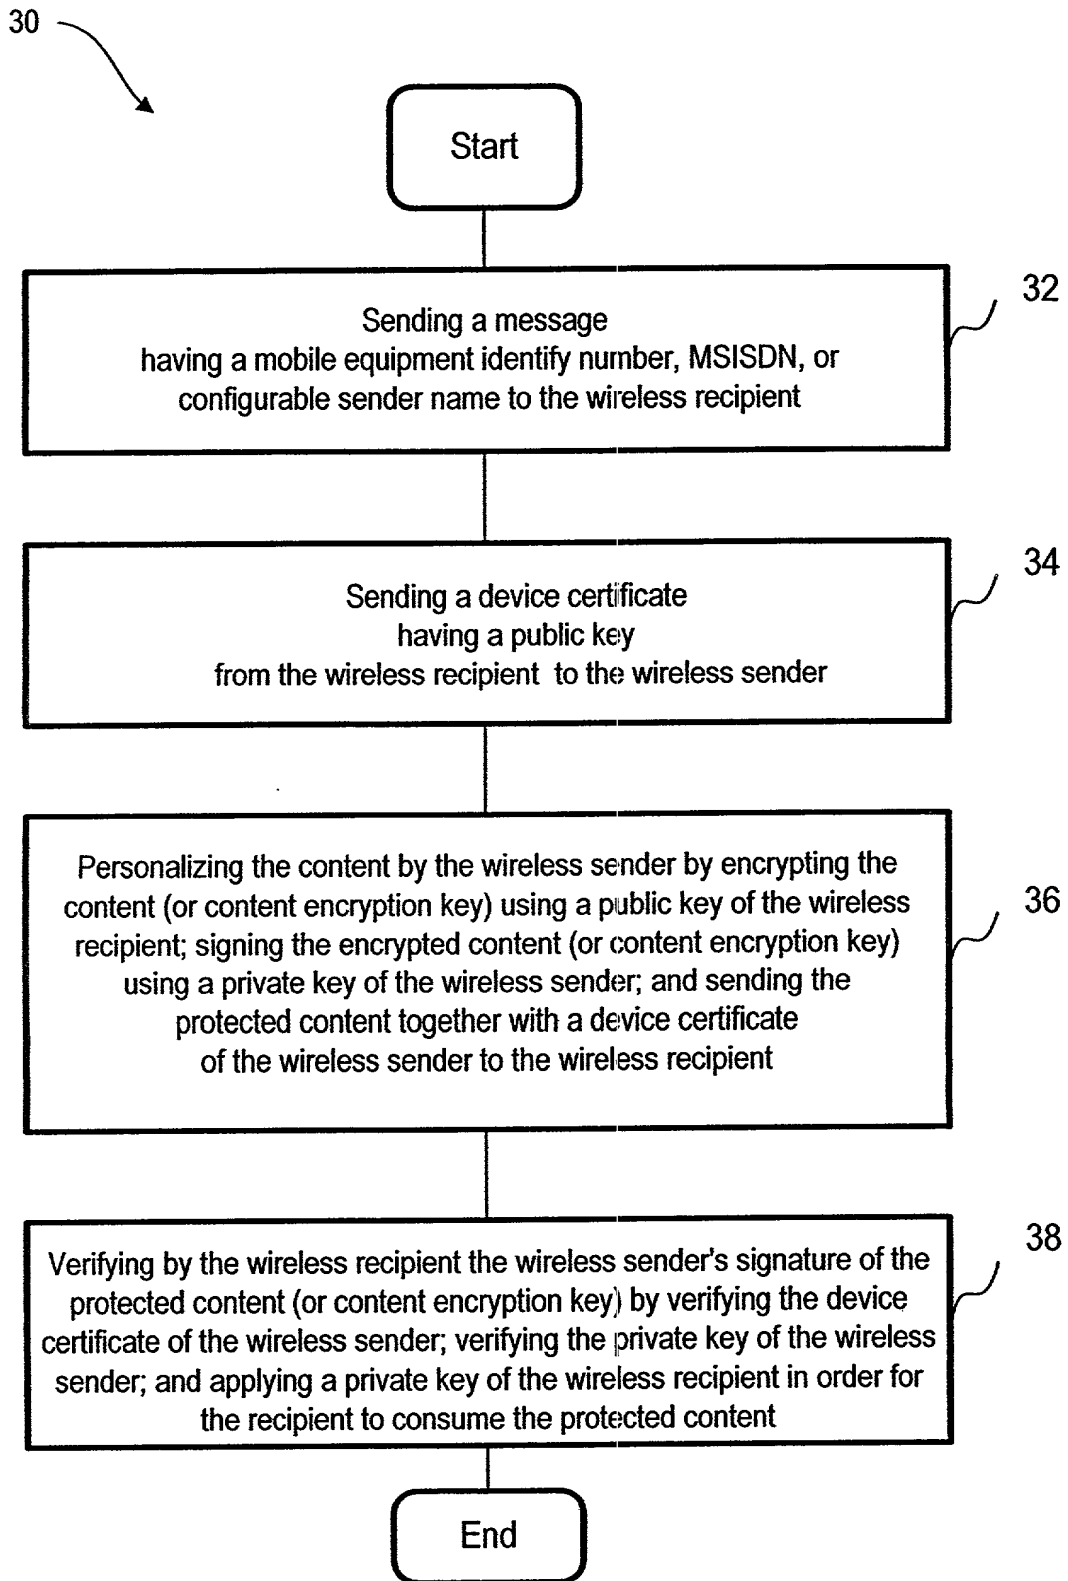 30
Start
32
Sending a message
having a mobile equipment identify number, MSISDN, or
configurable sender name to the wireless recipient
34
Sending a device certificate
having a public key
from the wireless recipient to the wireless sender
36
Personalizing the content by the wireless sender by encrypting the
content (or content encryption key) using a public key of the wireless
recipient; signing the encrypted content (or content encryption key)
using a private key of the wireless sender; and sending the
protected content together with a device certificate
of the wireless sender to the wireless recipient
38
Verifying by the wireless recipient the wireless sender's signature of the
protected content (or content encryption key) by verifying the device
certificate of the wireless sender; verifying the private key of the wireless
sender; and applying a private key of the wireless recipient in order for
the recipient to consume the protected content
End